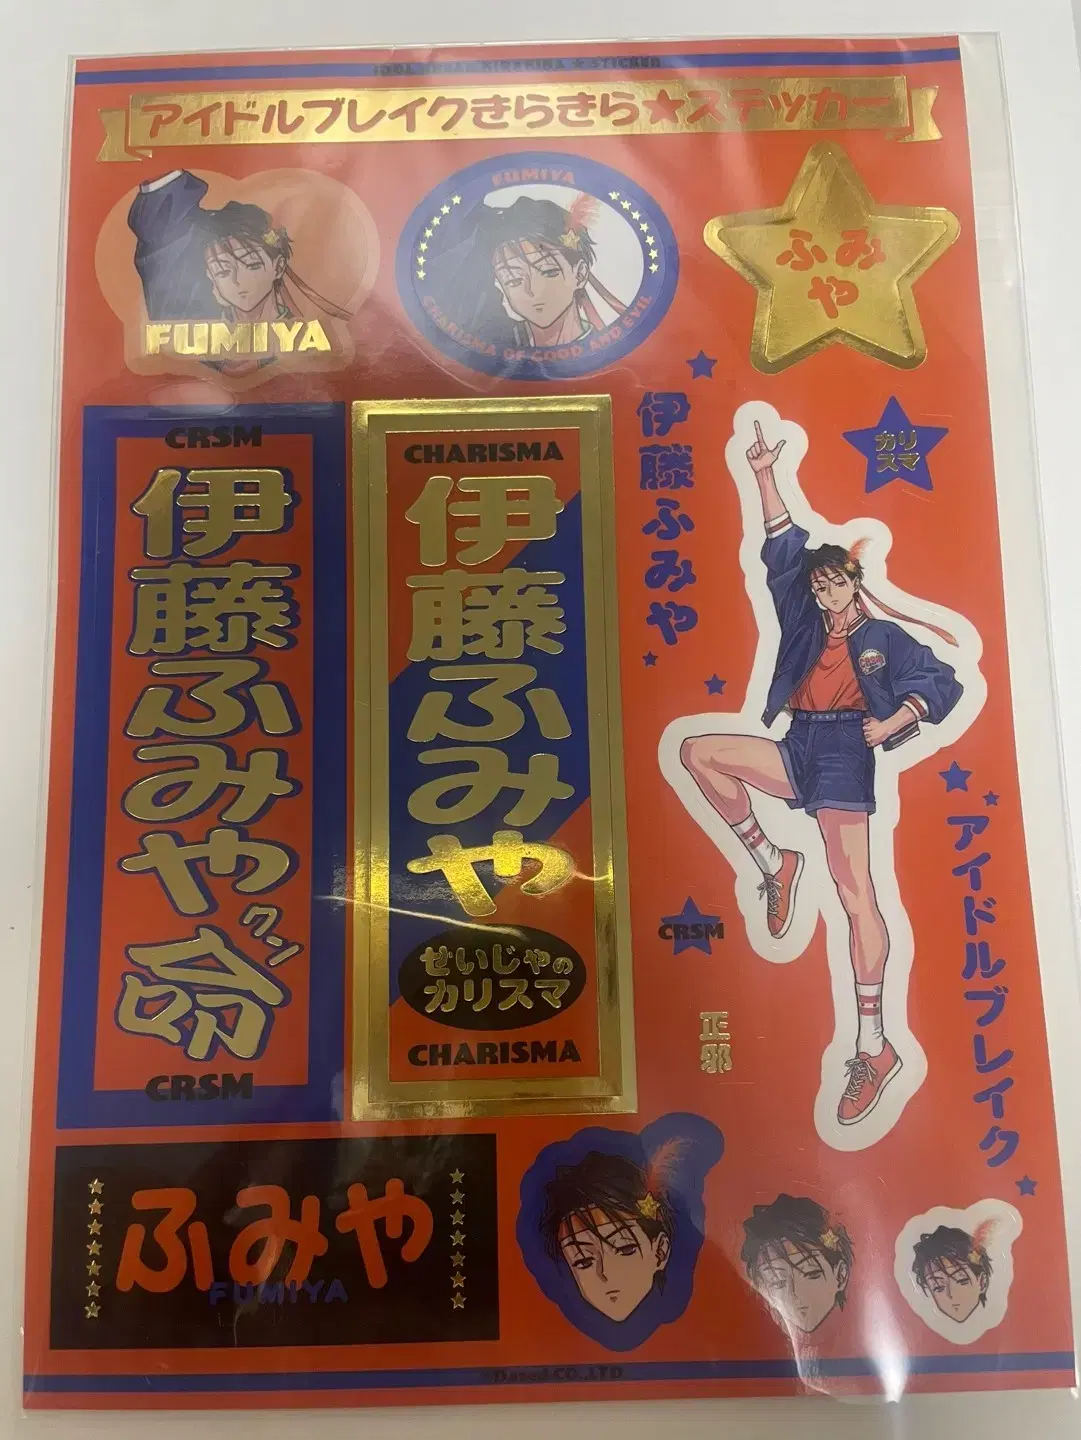 IDOL BREAK KIRAKIRA ★ STICKER
アイドルブレイクきらきら★ステッカー
FUMIYA
FUMIYA
CHARISMA OF GOOD AND EVIL
ふみ
や
CRSM
伊藤ふみやクン命
CRSM
CHARISMA
伊藤ふみや
せいじゃの
カリスマ
CHARISMA
伊藤ふみや
カリ
スマ
CRSM
正邪
アイドルブレイク
ふみや
FUMIYA
©Dazed CO.,LTD